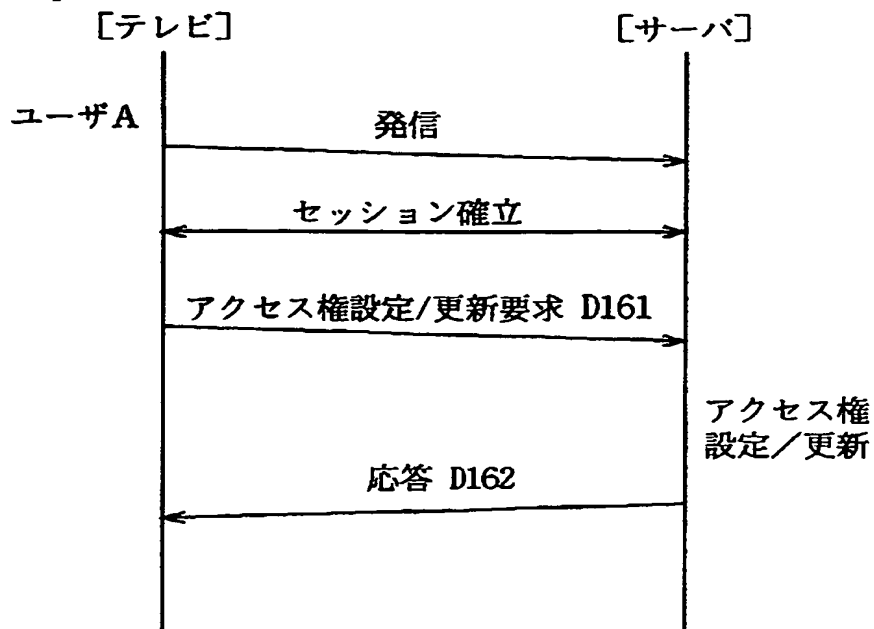 [テレビ]
[サーバ]
ユーザA
発信
セッション確立
アクセス権設定/更新要求 D161
アクセス権
設定／更新
応答 D162